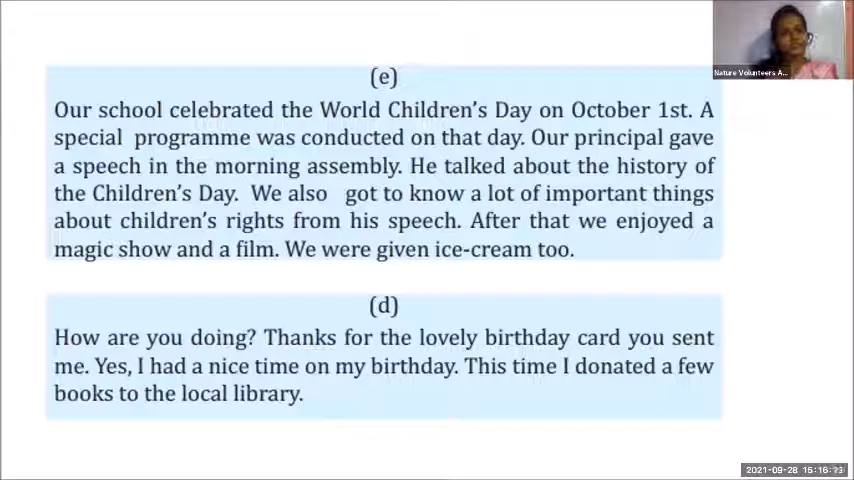 Nature Volunteers A...
(e)
Our school celebrated the World Children's Day on October 1st. A
special programme was conducted on that day. Our principal gave
a speech in the morning assembly. He talked about the history of
the Children's Day. We also got to know a lot of important things
about children's rights from his speech. After that we enjoyed a
magic show and a film. We were given ice-cream too.
(d)
How are you doing? Thanks for the lovely birthday card you sent
me. Yes, I had a nice time on my birthday. This time I donated a few
books to the local library.